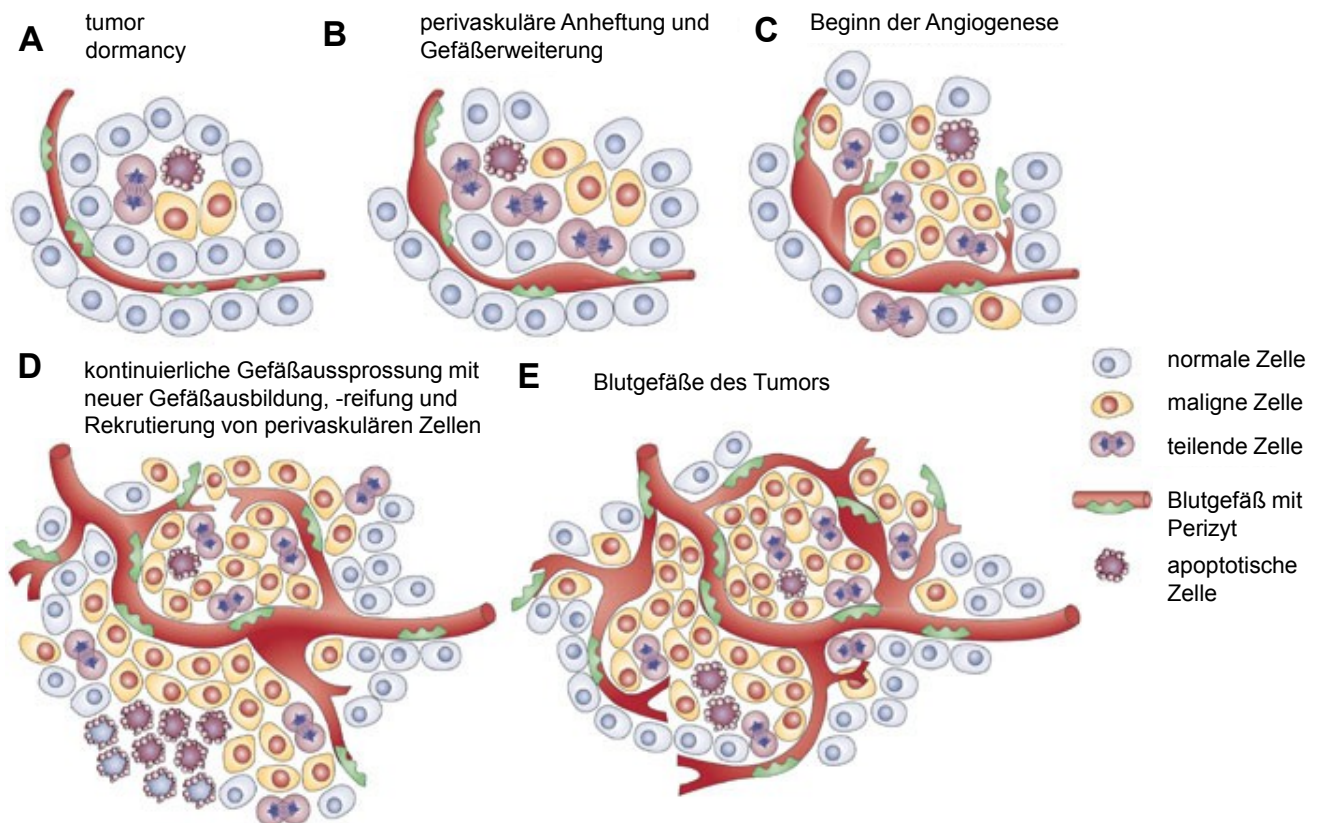 A
tumor
dormancy
B
perivaskuläre Anheftung und
Gefäßerweiterung
C
Beginn der Angiogenese
D
kontinuierliche Gefäßaussprossung mit
neuer Gefäßausbildung, -reifung und
Rekrutierung von perivaskulären Zellen
E
Blutgefäße des Tumors
normale Zelle
maligne Zelle
teilende Zelle
Blutgefäß mit
Perizyt
apoptotische
Zelle